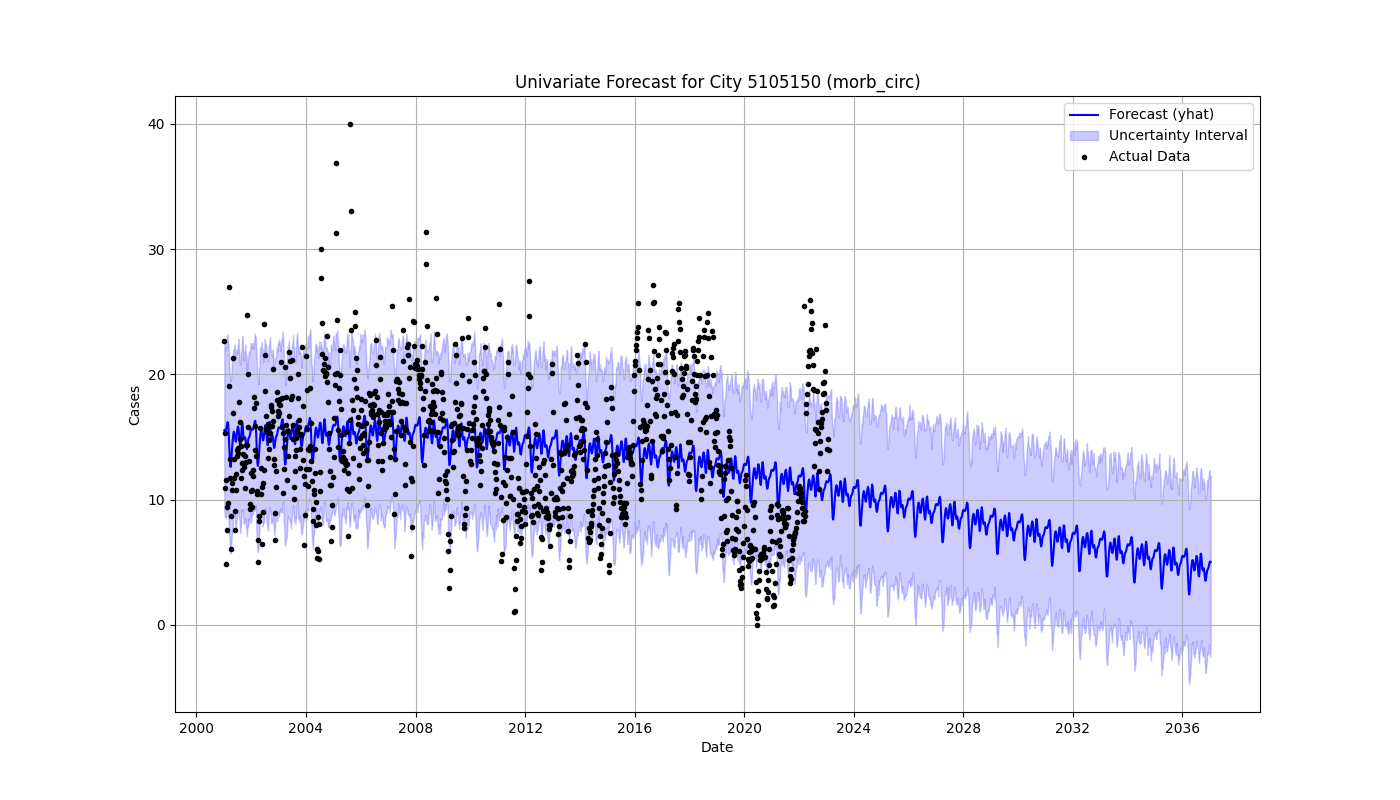 Univariate Forecast for City 5105150 (morb_circ)
Forecast (yhat)
Uncertainty Interval
Actual Data
Cases
40
30
20
10
0
2000 2004 2008 2012 2016 2020 2024 2028 2032 2036
Date